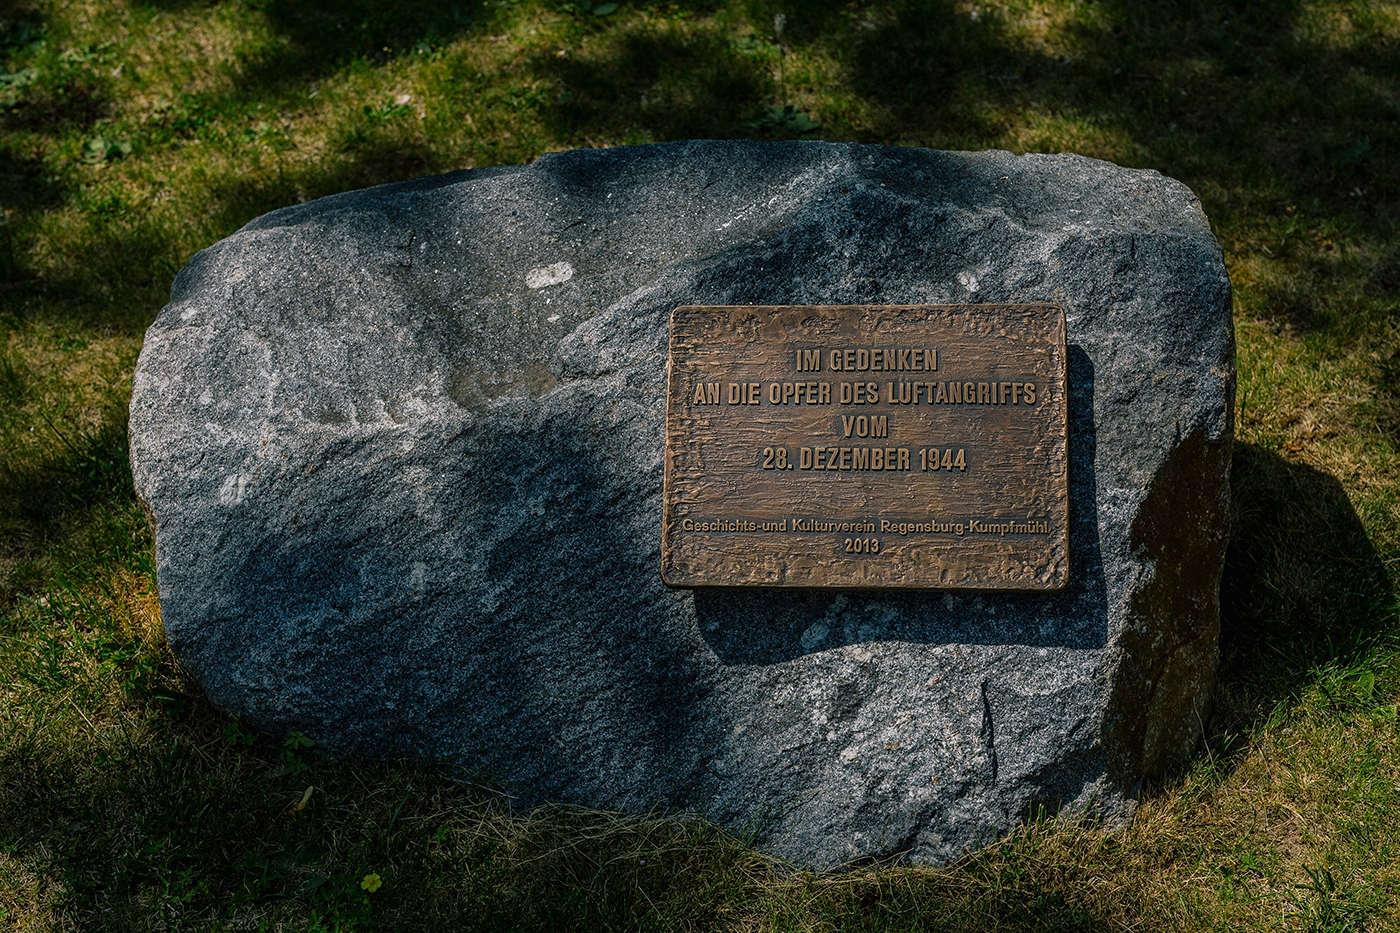 IM GEDENKEN
AN DIE OPFER DES LUFTANGRIFFS
VOM
28. DEZEMBER 1944
Geschichts-und Kulturverein Regensburg-Kumpfmühl
2013